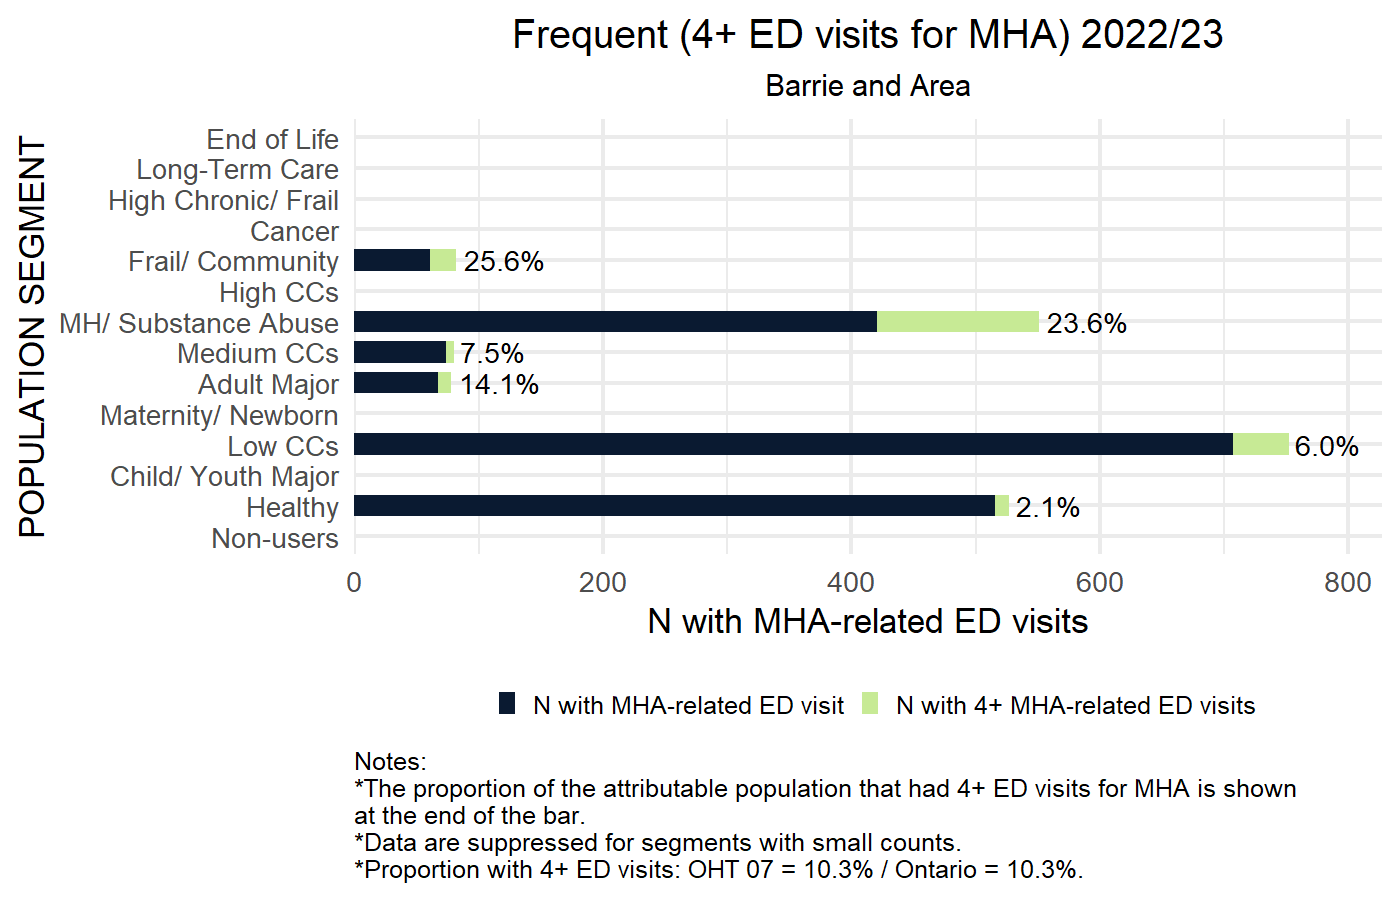 Frequent (4+ ED visits for MHA) 2022/23
Barrie and Area
POPULATION SEGMENT
End of Life
Long-Term Care
High Chronic/ Frail
Cancer
Frail/ Community 25.6%
High CCs
MH/ Substance Abuse 23.6%
Medium CCs 7.5%
Adult Major 14.1%
Maternity/ Newborn
Low CCs 6.0%
Child/ Youth Major
Healthy 2.1%
Non-users
0 200 400 600 800
N with MHA-related ED visits
N with MHA-related ED visit N with 4+ MHA-related ED visits
Notes:
*The proportion of the attributable population that had 4+ ED visits for MHA is shown
at the end of the bar.
*Data are suppressed for segments with small counts.
*Proportion with 4+ ED visits: OHT 07 = 10.3% / Ontario = 10.3%.